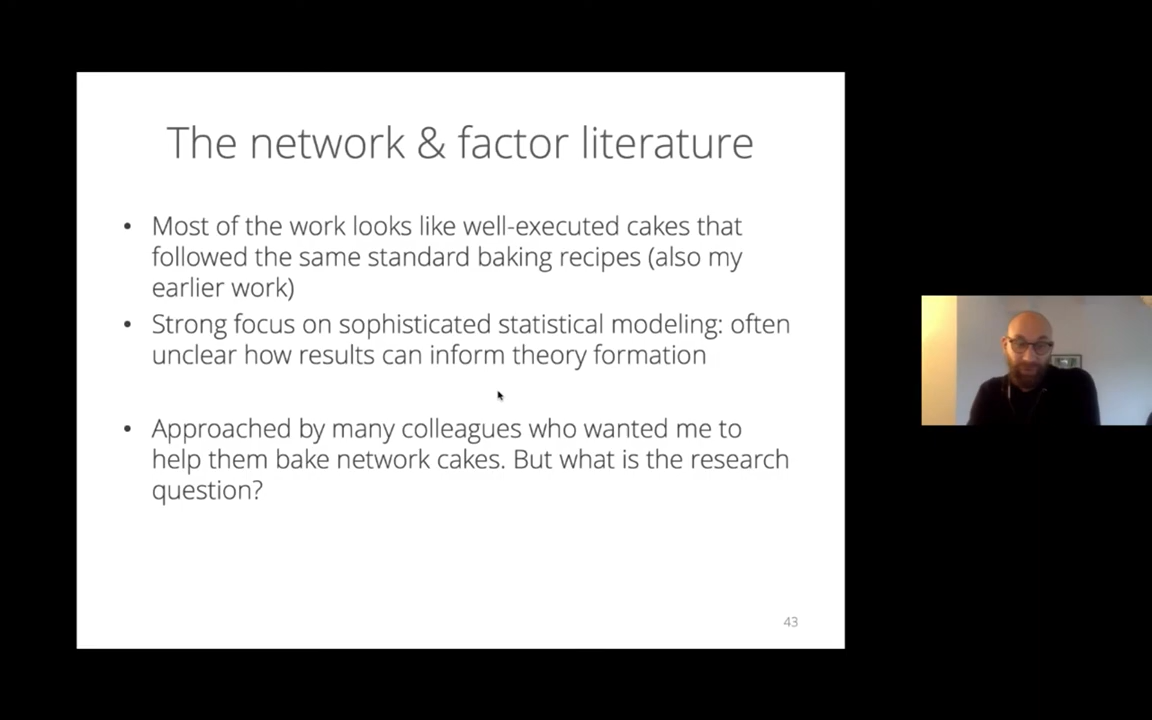 The network & factor literature
• Most of the work looks like well-executed cakes that
followed the same standard baking recipes (also my
earlier work)
• Strong focus on sophisticated statistical modeling: often
unclear how results can inform theory formation
• Approached by many colleagues who wanted me to
help them bake network cakes. But what is the research
question?
43